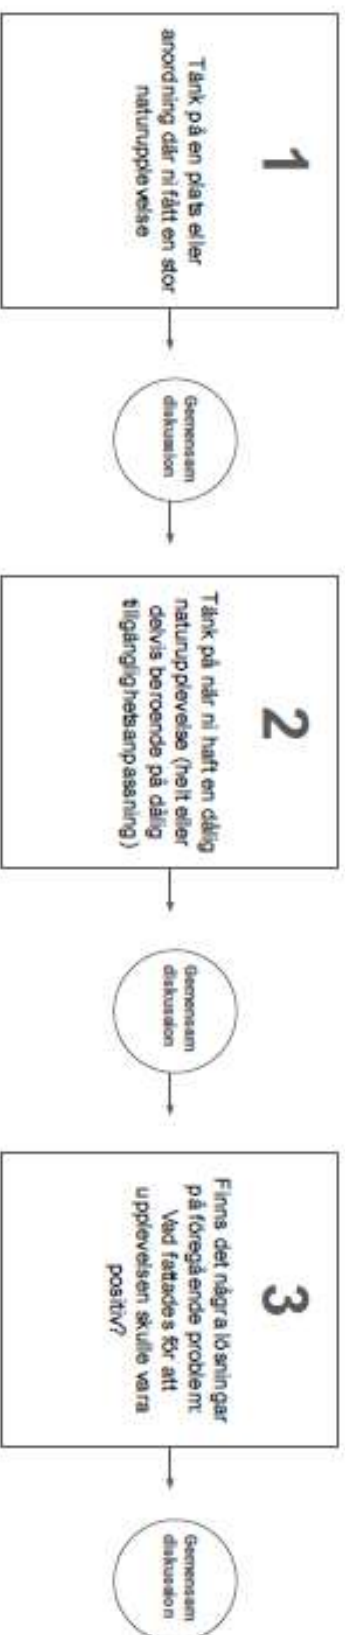 1
Tänk på en plats eller
anordning där ni fått en stor
naturupplevelse
Gemensam
diskussion
2
Tänk på när ni haft en dålig
naturupplevelse (helt eller
delvis beroende på dålig
tillgänglighetsanpassning)
Gemensam
diskussion
3
Finns det några lösningar
på föregående problem:
Vad fattades för att
upplevelsen skulle vara
positiv?
Gemensam
diskussion